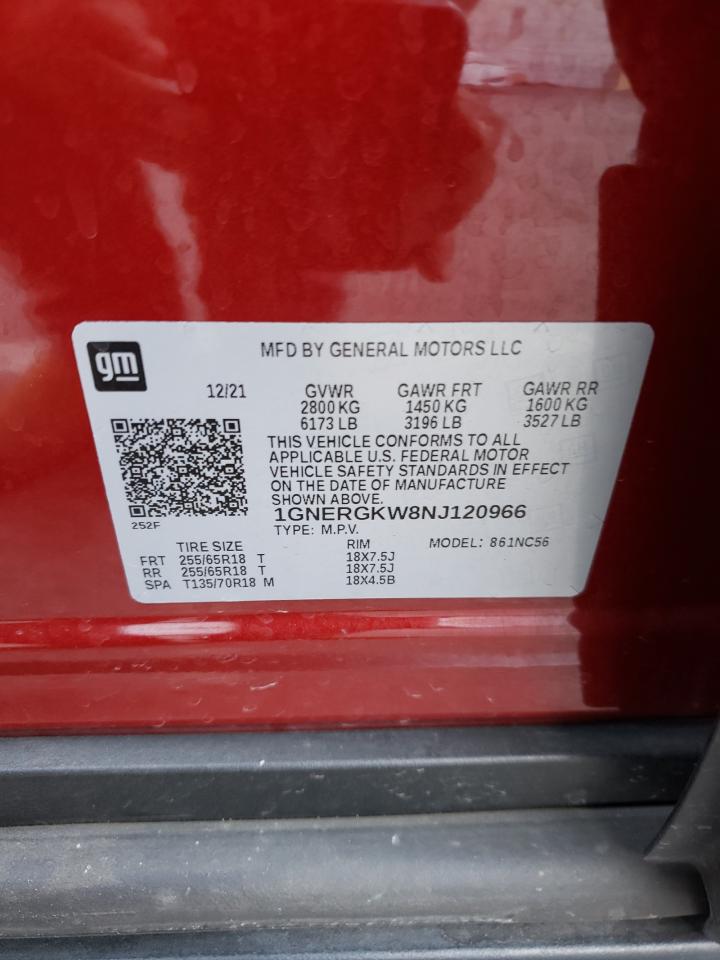 gm
MFD BY GENERAL MOTORS LLC
12/21 GVWR GAWR FRT GAWR RR
2800 KG 1450 KG 1600 KG
6173 LB 3196 LB 3527 LB
THIS VEHICLE CONFORMS TO ALL
APPLICABLE U.S. FEDERAL MOTOR
VEHICLE SAFETY STANDARDS IN EFFECT
ON THE DATE OF MANUFACTURE
SHOWN ABOVE.
1GNERGKW8NJ120966
252F
TYPE: M.P.V.
MODEL: 861NC56
TIRE SIZE RIM
FRT 255/65R18 T 18X7.5J
RR 255/65R18 T 18X7.5J
SPA T135/70R18 M 18X4.5B